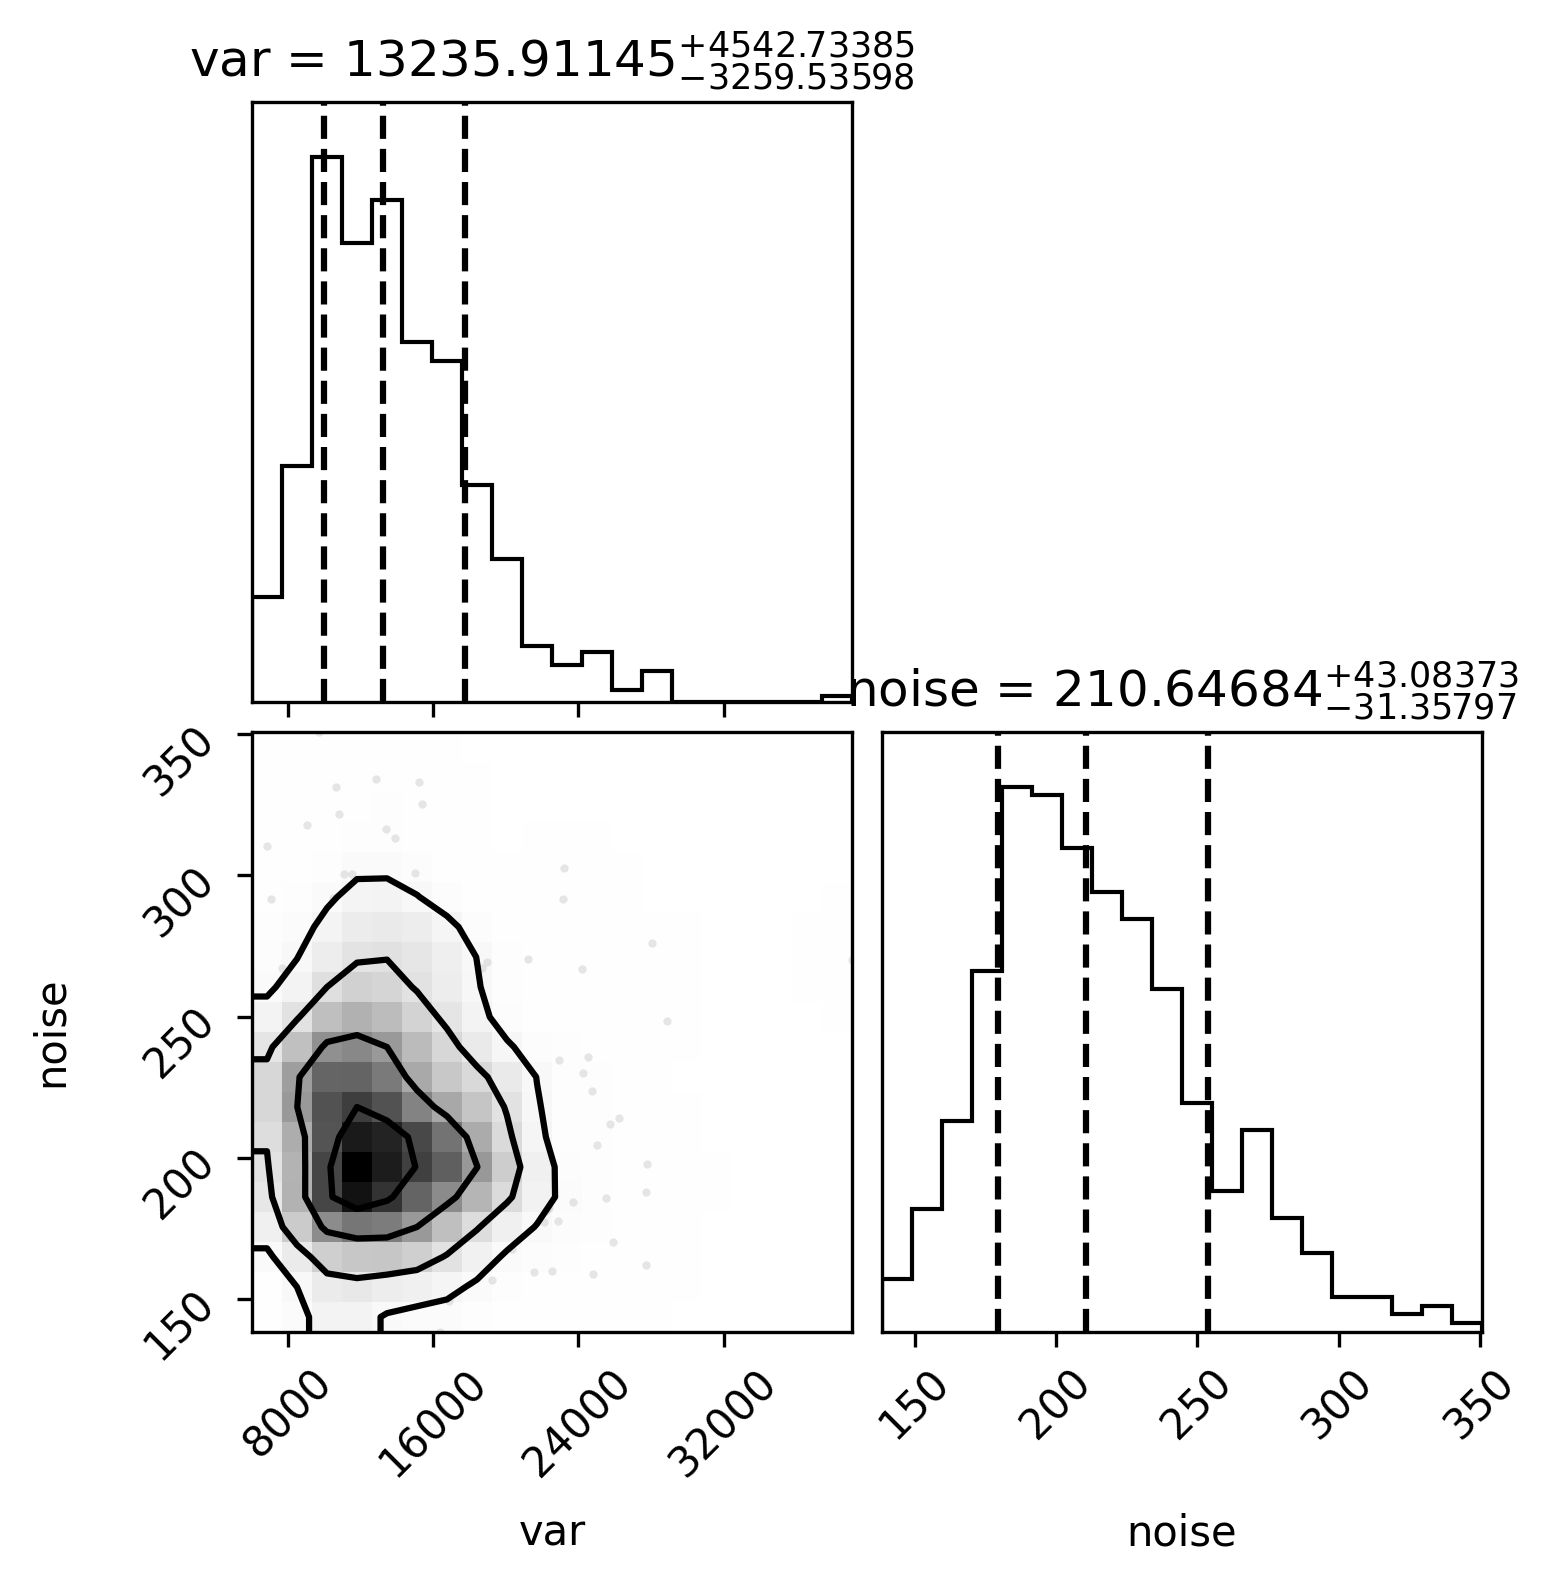 var = 13235.91145+4542.73385−3259.53598
noise = 210.64684+43.08373−31.35797
350
300
250
200
150
noise
8000 16000 24000 32000
150 200 250 300 350
var
noise